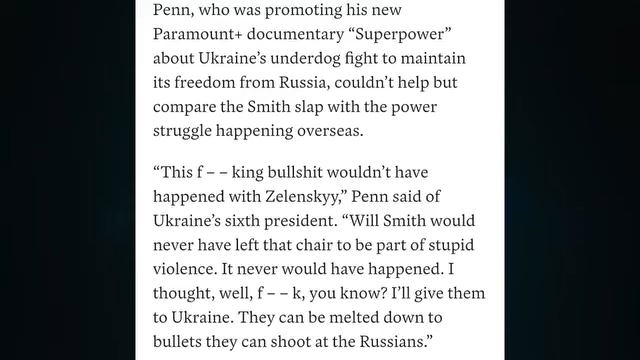 Penn, who was promoting his new
Paramount+ documentary “Superpower”
about Ukraine’s underdog fight to maintain
its freedom from Russia, couldn’t help but
compare the Smith slap with the power
struggle happening overseas.
“This f – – king bullshit wouldn’t have
happened with Zelenskyy,” Penn said of
Ukraine’s sixth president. “Will Smith would
never have left that chair to be part of stupid
violence. It never would have happened. I
thought, well, f – – k, you know? I’ll give them
to Ukraine. They can be melted down to
bullets they can shoot at the Russians.”